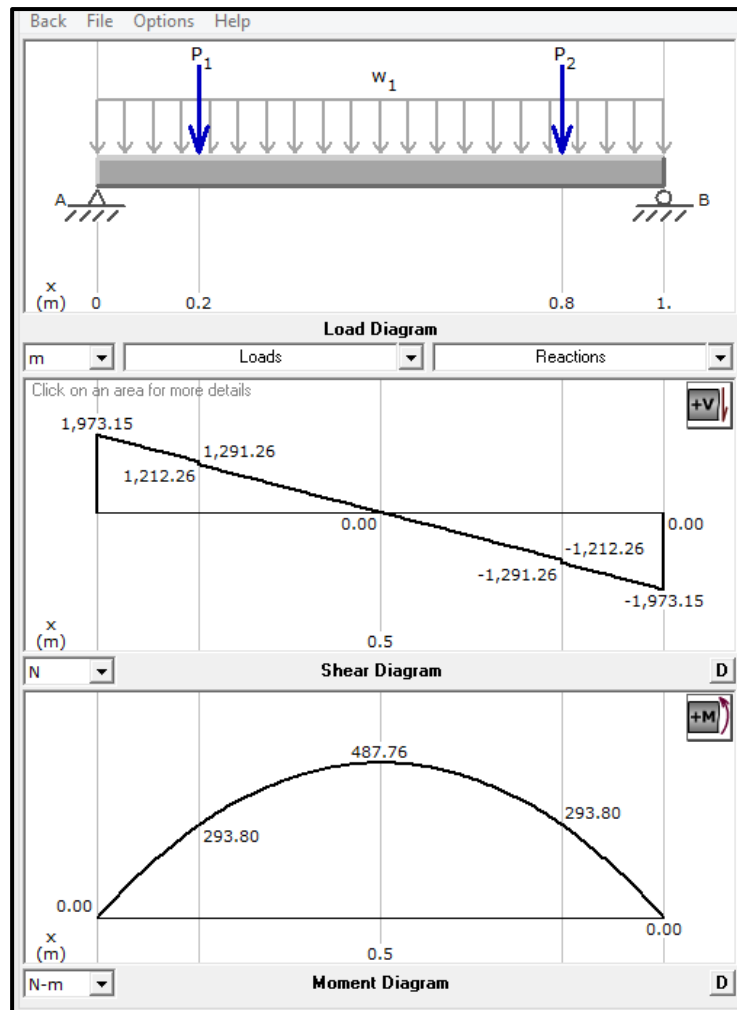 Back File Options Help
P1 P2
w1
A B
x
(m) 0 0.2 0.8 1.
Load Diagram
m Loads Reactions
Click on an area for more details
+V
1,973.15
1,291.26
1,212.26
0.00 0.00
-1,212.26
-1,291.26
-1,973.15
x
(m) 0.5
N Shear Diagram D
+M
487.76
293.80 293.80
0.00 0.00
x
(m) 0.5
N-m Moment Diagram D